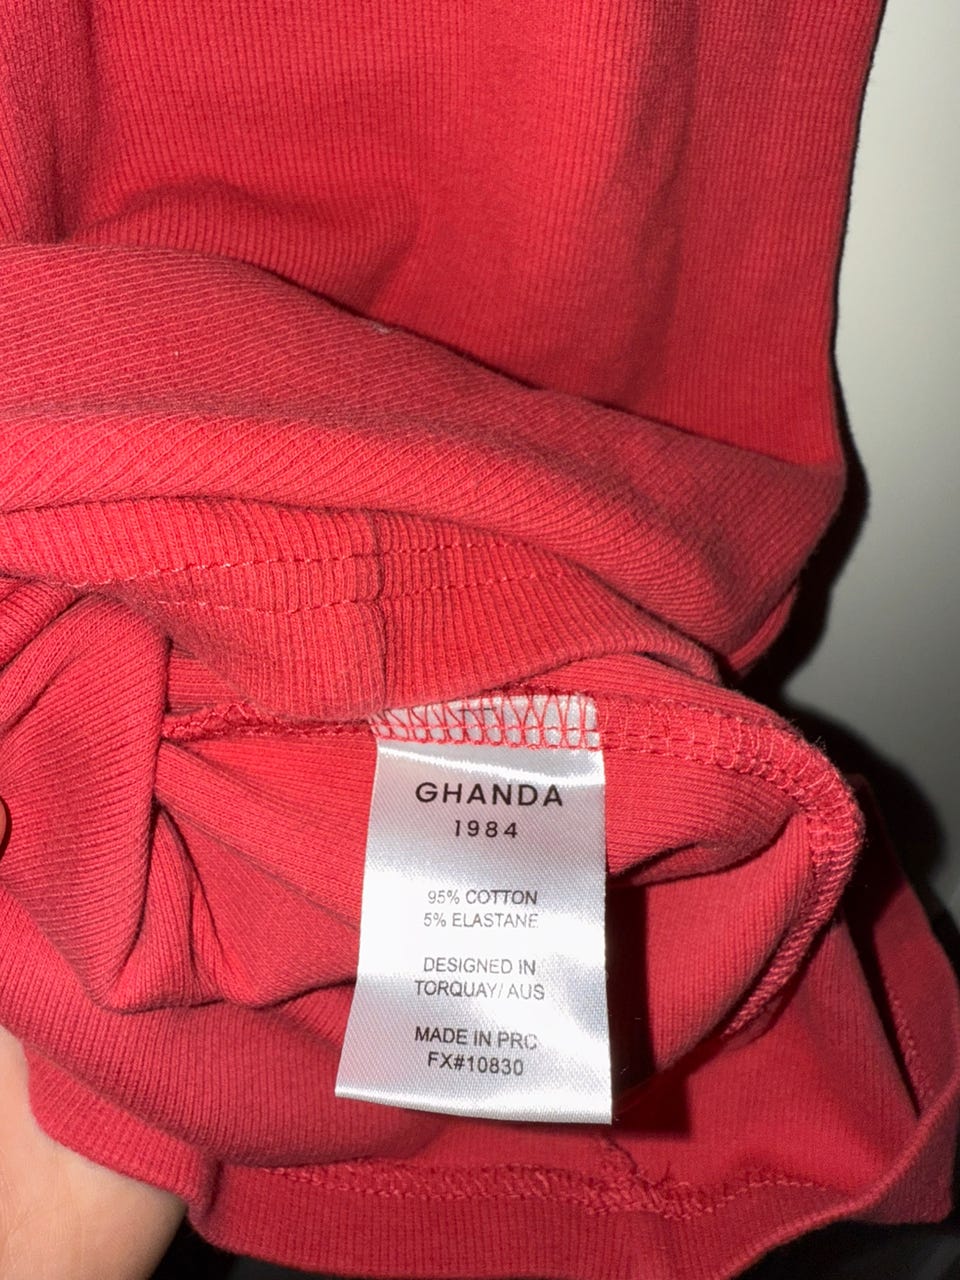 GHANDA
1984
95% COTTON
5% ELASTANE
DESIGNED IN
TORQUAY/ AUS
MADE IN PRC
FX#10830